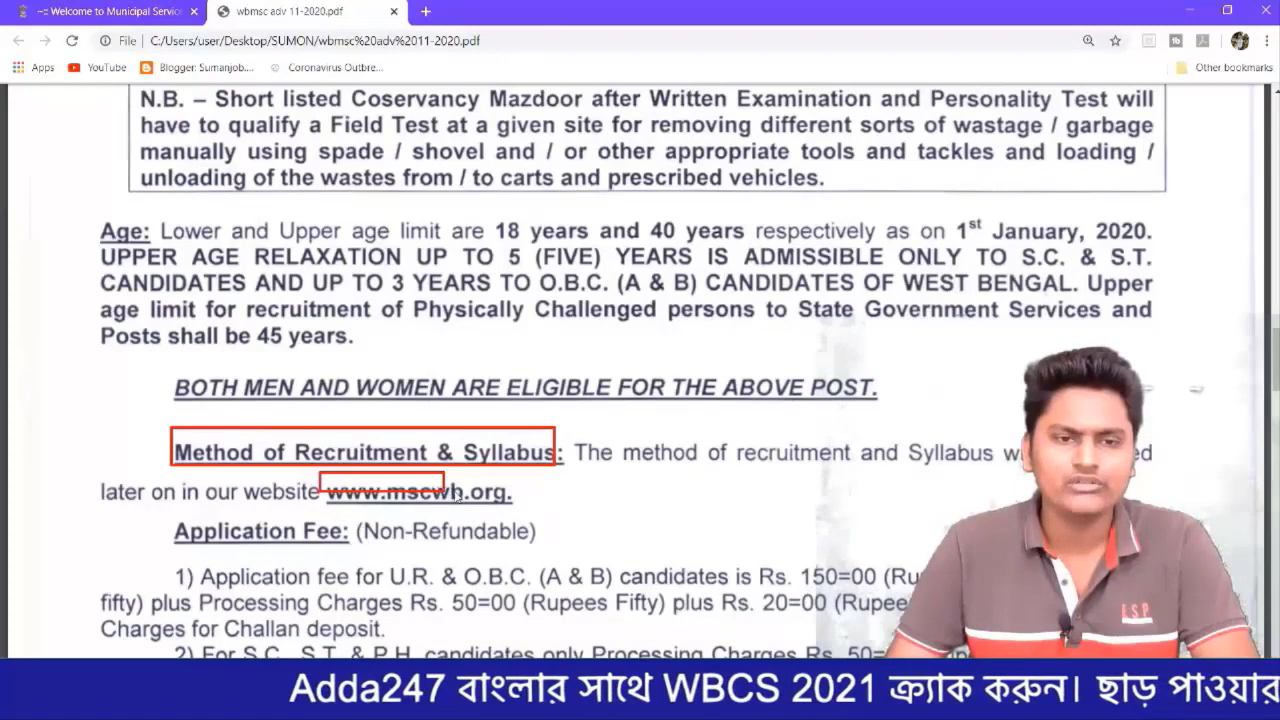 -:: Welcome to Municipal Servic
wbmsc adv 11-2020.pdf
File C:/Users/user/Desktop/SUMON/wbmsc%20adv%2011-2020.pdf
Apps YouTube Blogger: Sumanjob.... Coronavirus Outbre... Other bookmarks
N.B. – Short listed Coservancy Mazdoor after Written Examination and Personality Test will
have to qualify a Field Test at a given site for removing different sorts of wastage / garbage
manually using spade / shovel and / or other appropriate tools and tackles and loading /
unloading of the wastes from / to carts and prescribed vehicles.
Age: Lower and Upper age limit are 18 years and 40 years respectively as on 1st January, 2020.
UPPER AGE RELAXATION UP TO 5 (FIVE) YEARS IS ADMISSIBLE ONLY TO S.C. & S.T.
CANDIDATES AND UP TO 3 YEARS TO O.B.C. (A & B) CANDIDATES OF WEST BENGAL. Upper
age limit for recruitment of Physically Challenged persons to State Government Services and
Posts shall be 45 years.
BOTH MEN AND WOMEN ARE ELIGIBLE FOR THE ABOVE POST.
Method of Recruitment & Syllabus: The method of recruitment and Syllabus
later on in our website www.mscwb.org.
Application Fee: (Non-Refundable)
1) Application fee for U.R. & O.B.C. (A & B) candidates is Rs. 150=00
fifty) plus Processing Charges Rs. 50=00 (Rupees Fifty) plus Rs. 20=00 (Rupee
Charges for Challan deposit.
2) For S.C., S.T. & P.H. candidates only Processing Charges Rs.
E.S.P
Adda247 বাংলার সাথে WBCS 2021 ক্র্যাক করুন। ছাড় পাওয়ার